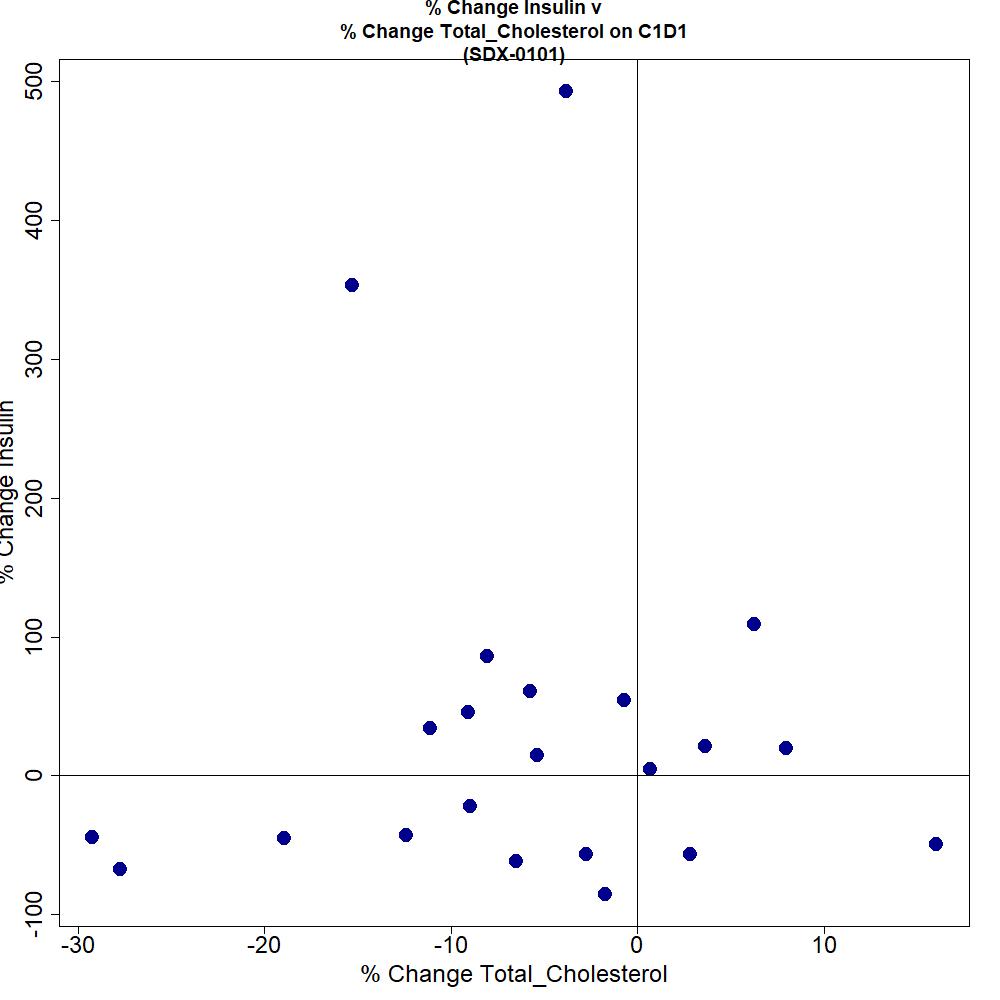 % Change Insulin v
% Change Total_Cholesterol on C1D1
(SDX-0101)
500
400
300
200
100
0
-100
% Change Insulin
-30
-20
-10
0
10
% Change Total_Cholesterol